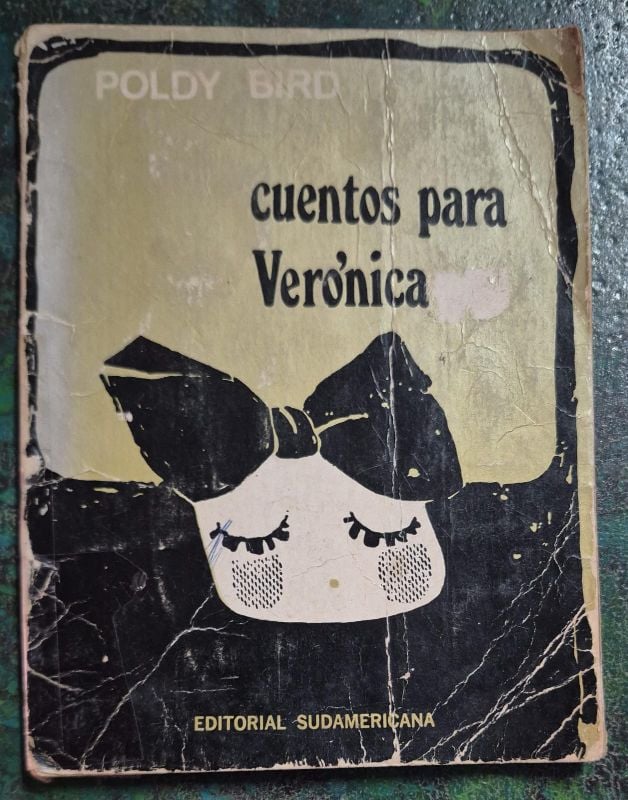 POLDY BIRD
cuentos para
Verónica
EDITORIAL SUDAMERICANA